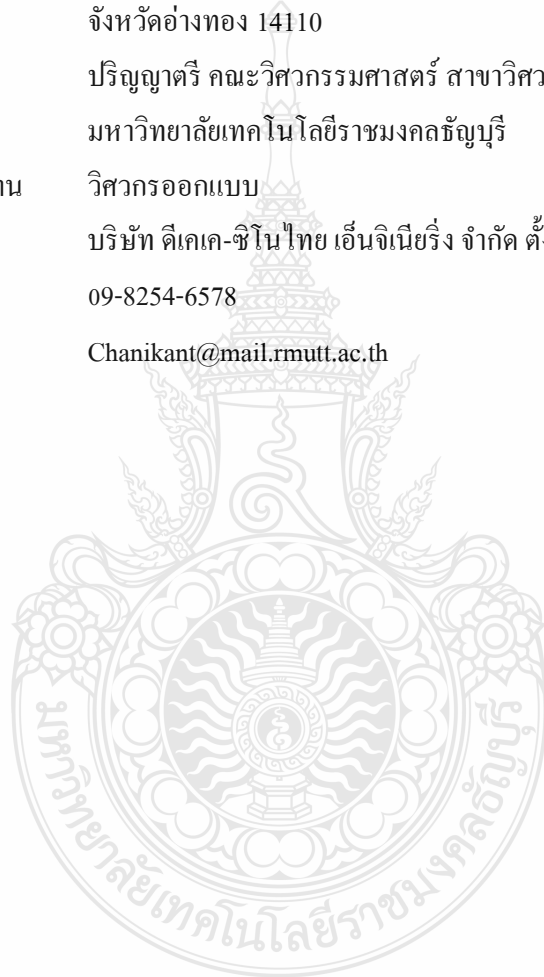 จังหวัดอ่างทอง 14110
ปริญญาตรี คณะวิศวกรรมศาสตร์
มหาวิทยาลัยเทคโนโลยีราชมงคลธัญบุรี
วิศวกรออกแบบ
บริษัท ดีเคเค-ซิโนไทย เอ็นจิเนียริ่ง จำกัด
09-8254-6578
Chanikant@mail.rmutt.ac.th
มหาวิทยาลัยเทคโนโลยีราชมงคลธัญบุรี